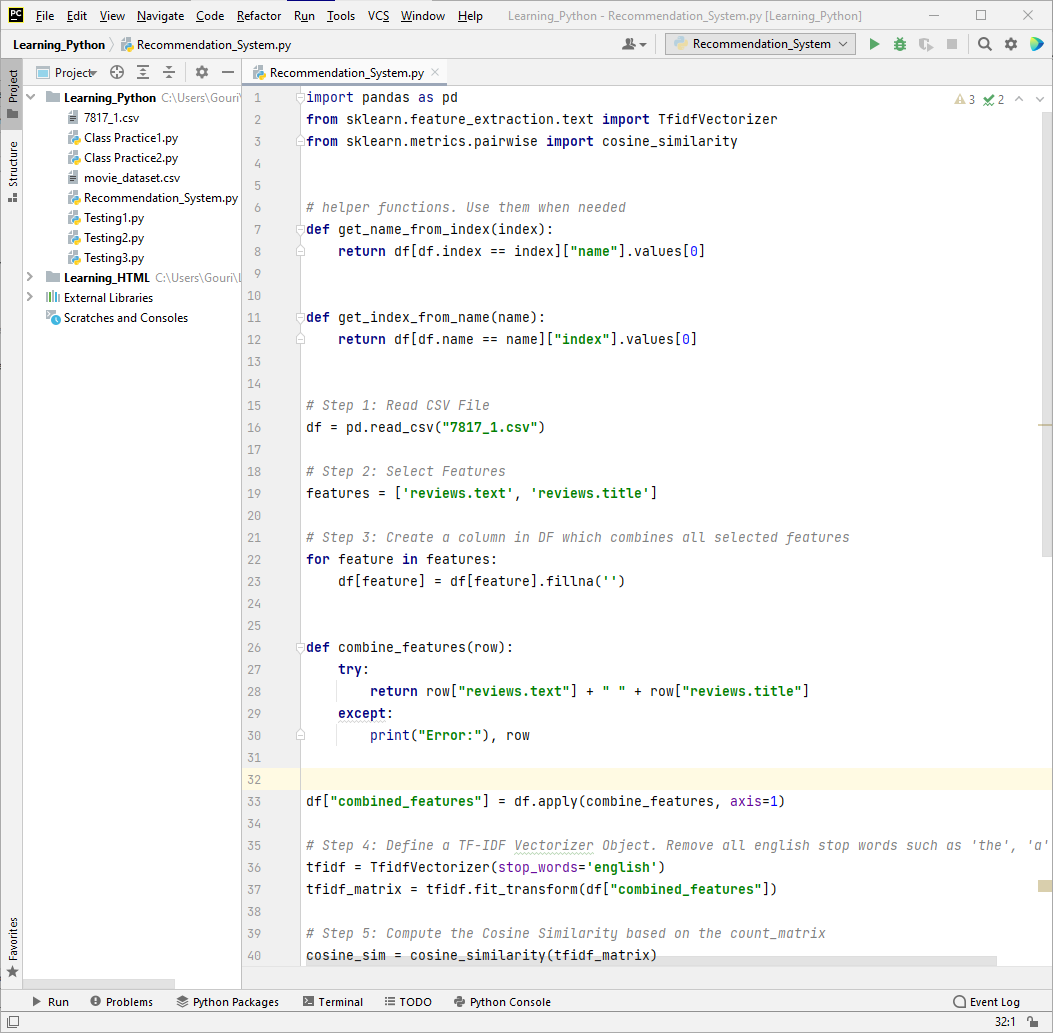 PC File Edit View Navigate Code Refactor Run Tools VCS Window Help Learning_Python - Recommendation_System.py [Learning_Python]
Learning_Python Recommendation_System.py Recommendation_System
Project Recommendation_System.py
Project
Structure
Favorites
Learning_Python C:\Users\Gouri\
7817_1.csv
Class Practice1.py
Class Practice2.py
movie_dataset.csv
Recommendation_System.py
Testing1.py
Testing2.py
Testing3.py
Learning_HTML C:\Users\Gouri\L
External Libraries
Scratches and Consoles
3 2
1 import pandas as pd
2 from sklearn.feature_extraction.text import TfidfVectorizer
3 from sklearn.metrics.pairwise import cosine_similarity
4
5
6 # helper functions. Use them when needed
7 def get_name_from_index(index):
8     return df[df.index == index]["name"].values[0]
9
10
11 def get_index_from_name(name):
12     return df[df.name == name]["index"].values[0]
13
14
15 # Step 1: Read CSV File
16 df = pd.read_csv("7817_1.csv")
17
18 # Step 2: Select Features
19 features = ['reviews.text', 'reviews.title']
20
21 # Step 3: Create a column in DF which combines all selected features
22 for feature in features:
23     df[feature] = df[feature].fillna('')
24
25
26 def combine_features(row):
27     try:
28         return row["reviews.text"] + " " + row["reviews.title"]
29     except:
30         print("Error:"), row
31
32
33 df["combined_features"] = df.apply(combine_features, axis=1)
34
35 # Step 4: Define a TF-IDF Vectorizer Object. Remove all english stop words such as 'the', 'a'
36 tfidf = TfidfVectorizer(stop_words='english')
37 tfidf_matrix = tfidf.fit_transform(df["combined_features"])
38
39 # Step 5: Compute the Cosine Similarity based on the count_matrix
40 cosine_sim = cosine_similarity(tfidf_matrix)
Run Problems Python Packages Terminal TODO Python Console Event Log
32:1